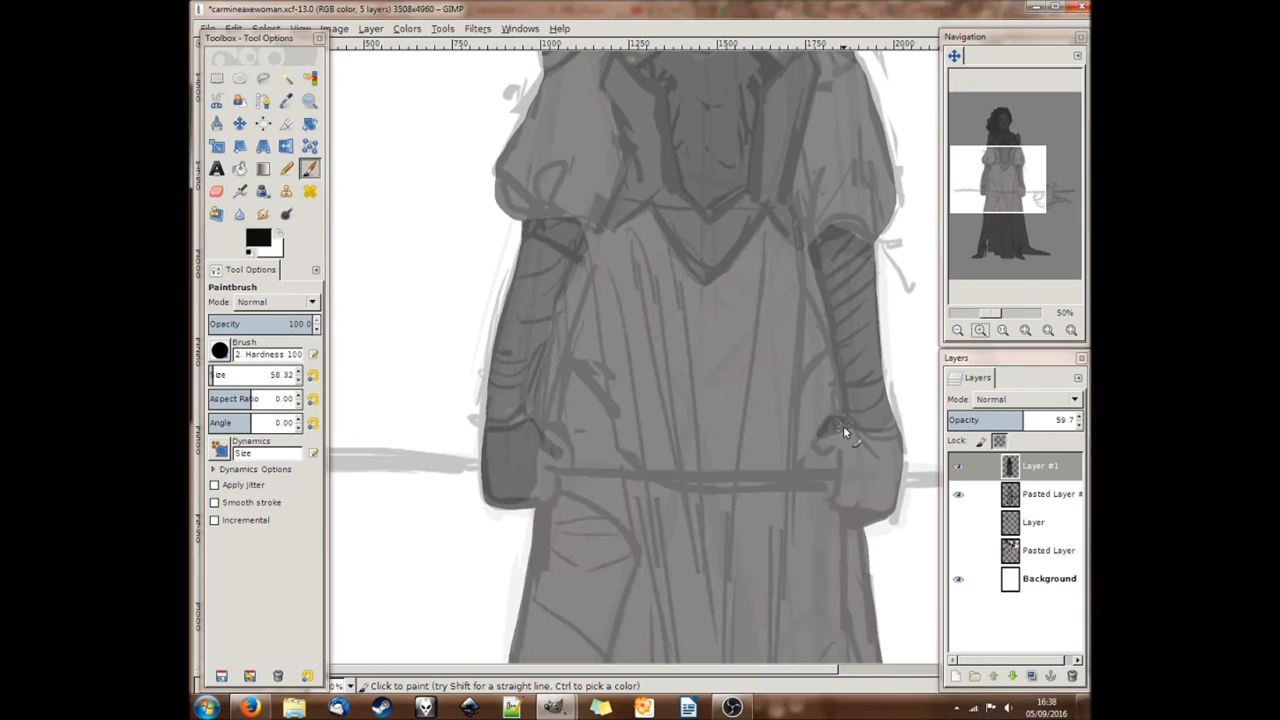 *carmineaxewoman.xcf-13.0 (RGB color, 5 layers) 3508x4960 – GIMP
File Edit Select View Image Layer Colors Tools Filters Windows Help
Toolbox - Tool Options
Navigation
500 750 1000 1250 1500 1750 2000
Tool Options
Paintbrush
Mode: Normal
Opacity 100.0
Brush
2. Hardness 100
Size 58.32
Aspect Ratio 0.00
Angle 0.00
Dynamics
Size
Dynamics Options
Apply Jitter
Smooth stroke
Incremental
50%
Layers
Layers
Mode: Normal
Opacity 59.7
Lock:
Layer #1
Pasted Layer #
Layer
Pasted Layer
Background
Click to paint (try Shift for a straight line, Ctrl to pick a color)
16:38
05/09/2016